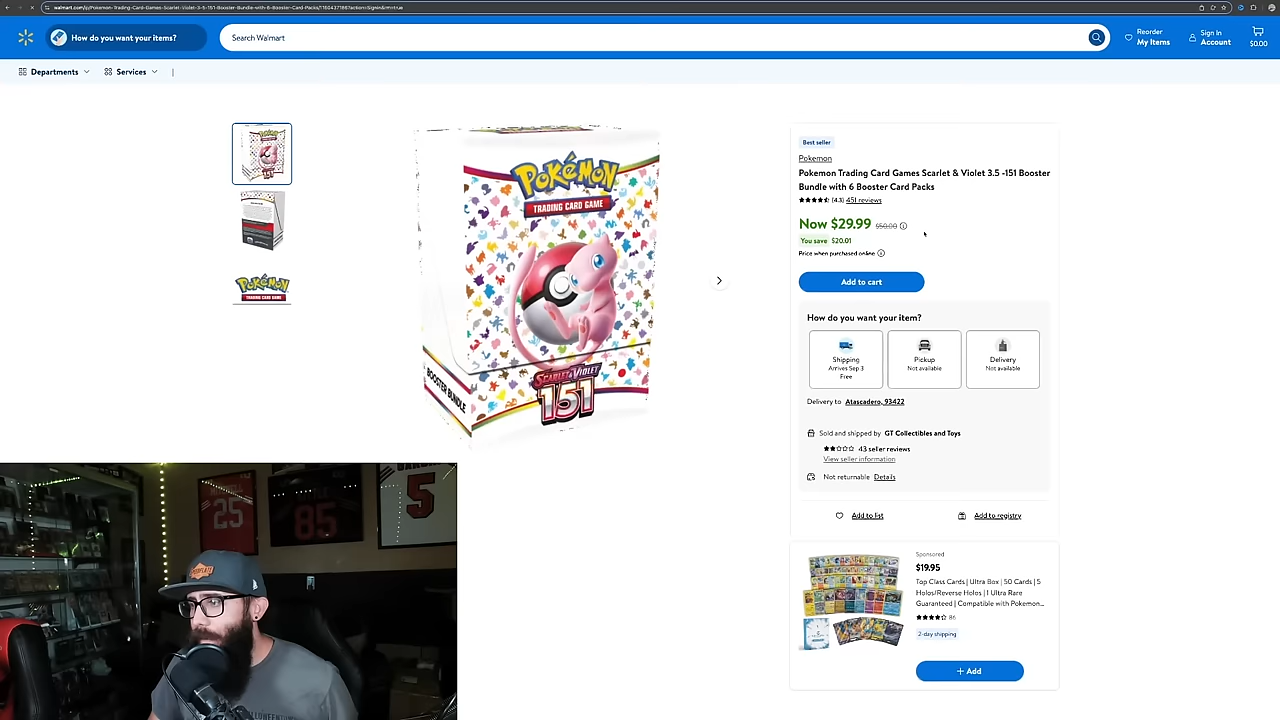 How do you want your items?
Search Walmart
Reorder
My Items
Sign In
Account
$0.00
Departments
Services
Pokémon
TRADING CARD GAME
SCARLET & VIOLET
151
BOOSTER BUNDLE
Pokémon
TRADING CARD GAME
Best seller
Pokemon
Pokemon Trading Card Games Scarlet & Violet 3.5 -151 Booster
Bundle with 6 Booster Card Packs
(4.3) 451 reviews
Now $29.99 $50.00
You save $20.01
Price when purchased online
Add to cart
How do you want your item?
Shipping
Arrives Sep 3
Free
Pickup
Not available
Delivery
Not available
Delivery to Atascadero, 93422
Sold and shipped by GT Collectibles and Toys
43 seller reviews
View seller information
Not returnable Details
Add to list
Add to registry
Sponsored
$19.95
Top Class Cards | Ultra Box | 50 Cards | 5
Holos/Reverse Holos | 1 Ultra Rare
Guaranteed | Compatible with Pokemon...
86
2-day shipping
+ Add
25
85
5